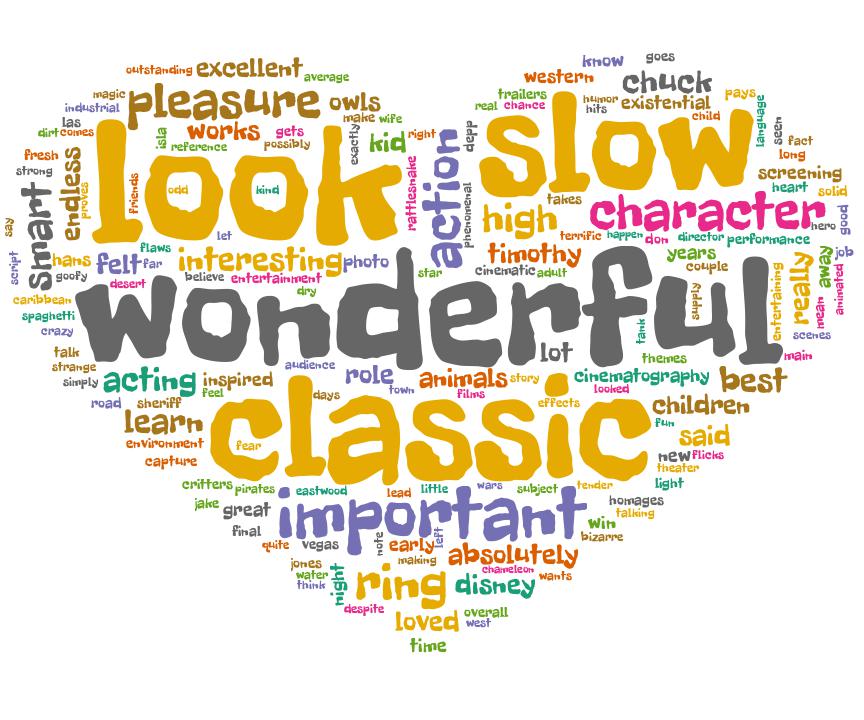 know
goes
outstanding
excellent
average
western
chuck
magic
trailers
pays
industrial
pleasure
owls
real
chance
humor
existential
hits
child
language
las
make
wife
dirt
comes
isla
works
gets
exactly
kid
right
depp
slow
seen
fact
reference
possibly
long
fresh
look
action
screening
strong
endless
proves
friends
odd
kind
rattlesnake
phenomenal
takes
heart
solid
smart
high
character
good
say
let
terrific
happen
don
director
performance
hero
flaws
timothy
years
job
script
hans
felt
far
interesting
photo
star
cinematic
adult
couple
really
away
goofy
desert
believe
entertainment
dry
supply
entertaining
mean
animated
caribbean
spaghetti
wonderful
tank
scenes
crazy
lot
talk
themes
main
strange
audience
simply
acting
inspired
role
animals
story
cinematography
best
feel
town
films
looked
road
sheriff
days
effects
children
learn
classic
fun
said
environment
fear
new
flicks
capture
theater
critters
pirates
eastwood
lead
little
wars
subject
tender
light
jake
great
important
homages
talking
final
win
bizarre
quite
vegas
note
early
left
absolutely
jones
making
water
chameleon
wants
think
night
ring
disney
despite
loved
overall
west
time